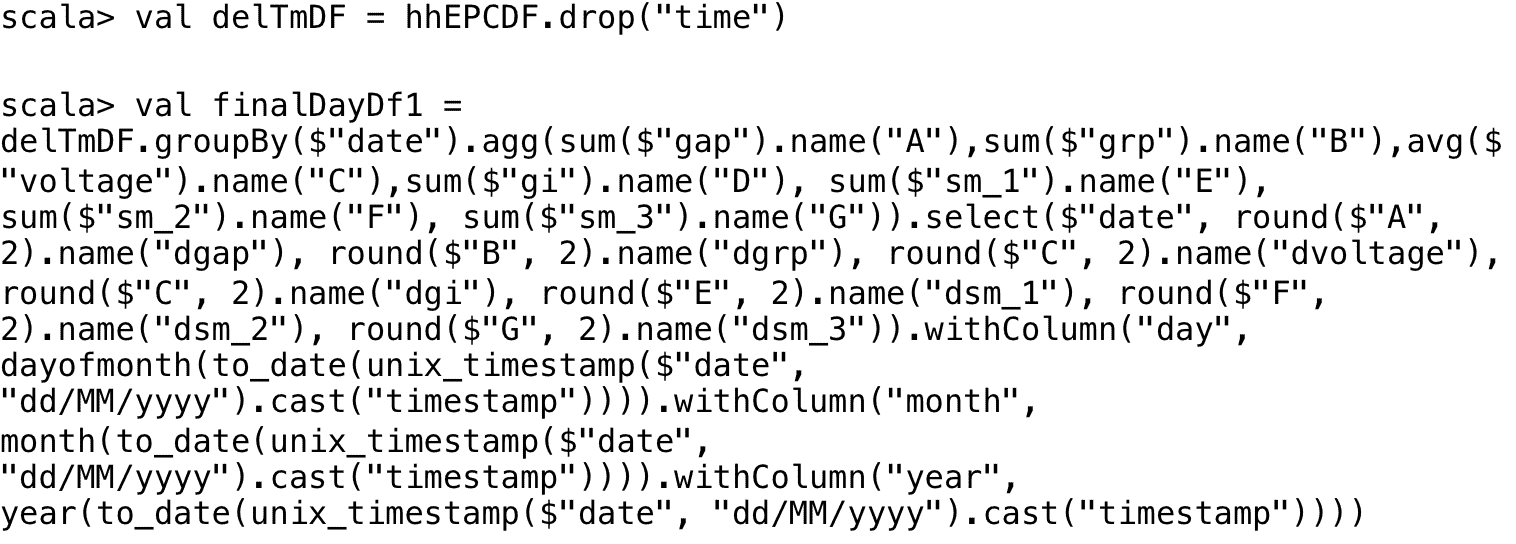 scala> val delTmDF = hhEPCDF.drop("time")
scala> val finalDayDf1 =
delTmDF.groupBy($"date").agg(sum($"gap").name("A"),sum($"grp").name("B"),avg($
"voltage").name("C"),sum($"gi").name("D"), sum($"sm_1").name("E"),
sum($"sm_2").name("F"), sum($"sm_3").name("G")).select($"date", round($"A",
2).name("dgap"), round($"B", 2).name("dgrp"), round($"C", 2).name("dvoltage"),
round($"C", 2).name("dgi"), round($"E", 2).name("dsm_1"), round($"F",
2).name("dsm_2"), round($"G", 2).name("dsm_3")).withColumn("day",
dayofmonth(to_date(unix_timestamp($"date",
"dd/MM/yyyy").cast("timestamp")))).withColumn("month",
month(to_date(unix_timestamp($"date",
"dd/MM/yyyy").cast("timestamp")))).withColumn("year",
year(to_date(unix_timestamp($"date", "dd/MM/yyyy").cast("timestamp"))))